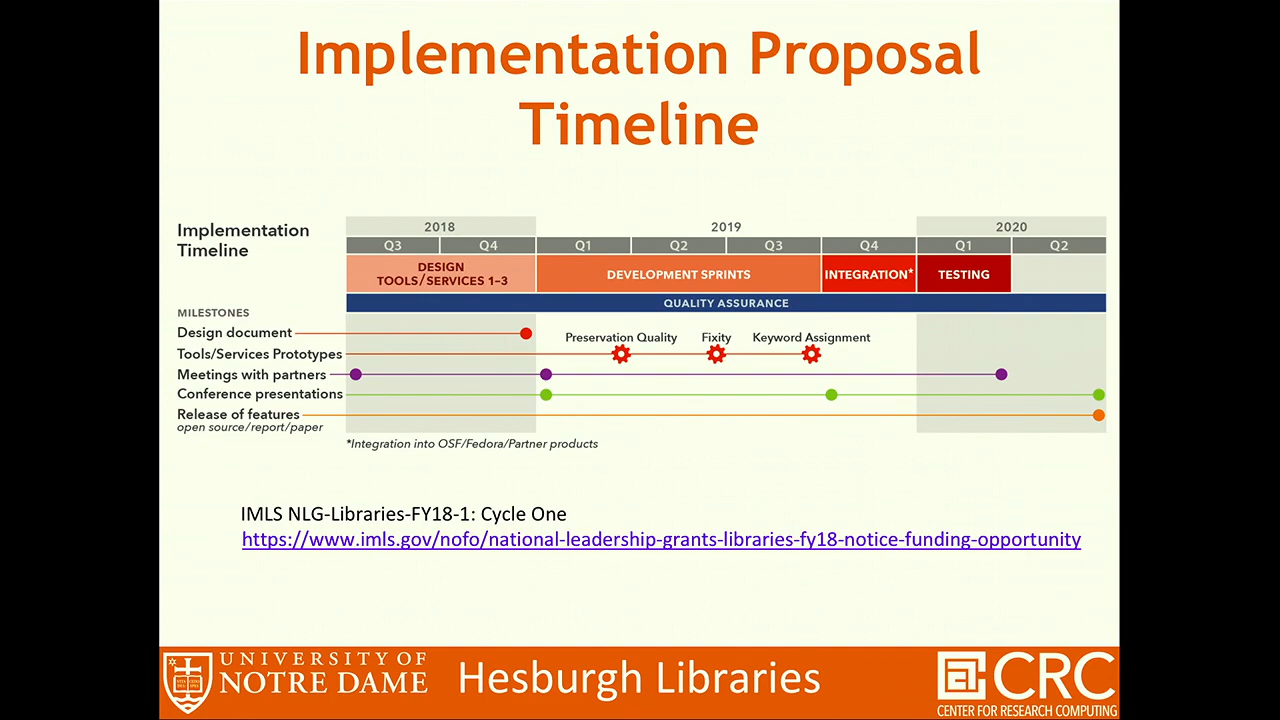 Implementation Proposal
Timeline
Implementation
Timeline
2018
2019
2020
Q3
Q4
Q1
Q2
Q3
Q4
Q1
Q2
DESIGN
TOOLS/SERVICES 1–3
DEVELOPMENT SPRINTS
INTEGRATION*
TESTING
QUALITY ASSURANCE
MILESTONES
Design document
Preservation Quality
Fixity
Keyword Assignment
Tools/Services Prototypes
Meetings with partners
Conference presentations
Release of features
open source/report/paper
*Integration into OSF/Fedora/Partner products
IMLS NLG-Libraries-FY18-1: Cycle One
https://www.imls.gov/nofo/national-leadership-grants-libraries-fy18-notice-funding-opportunity
UNIVERSITY OF
NOTRE DAME
Hesburgh Libraries
CRC
CENTER FOR RESEARCH COMPUTING